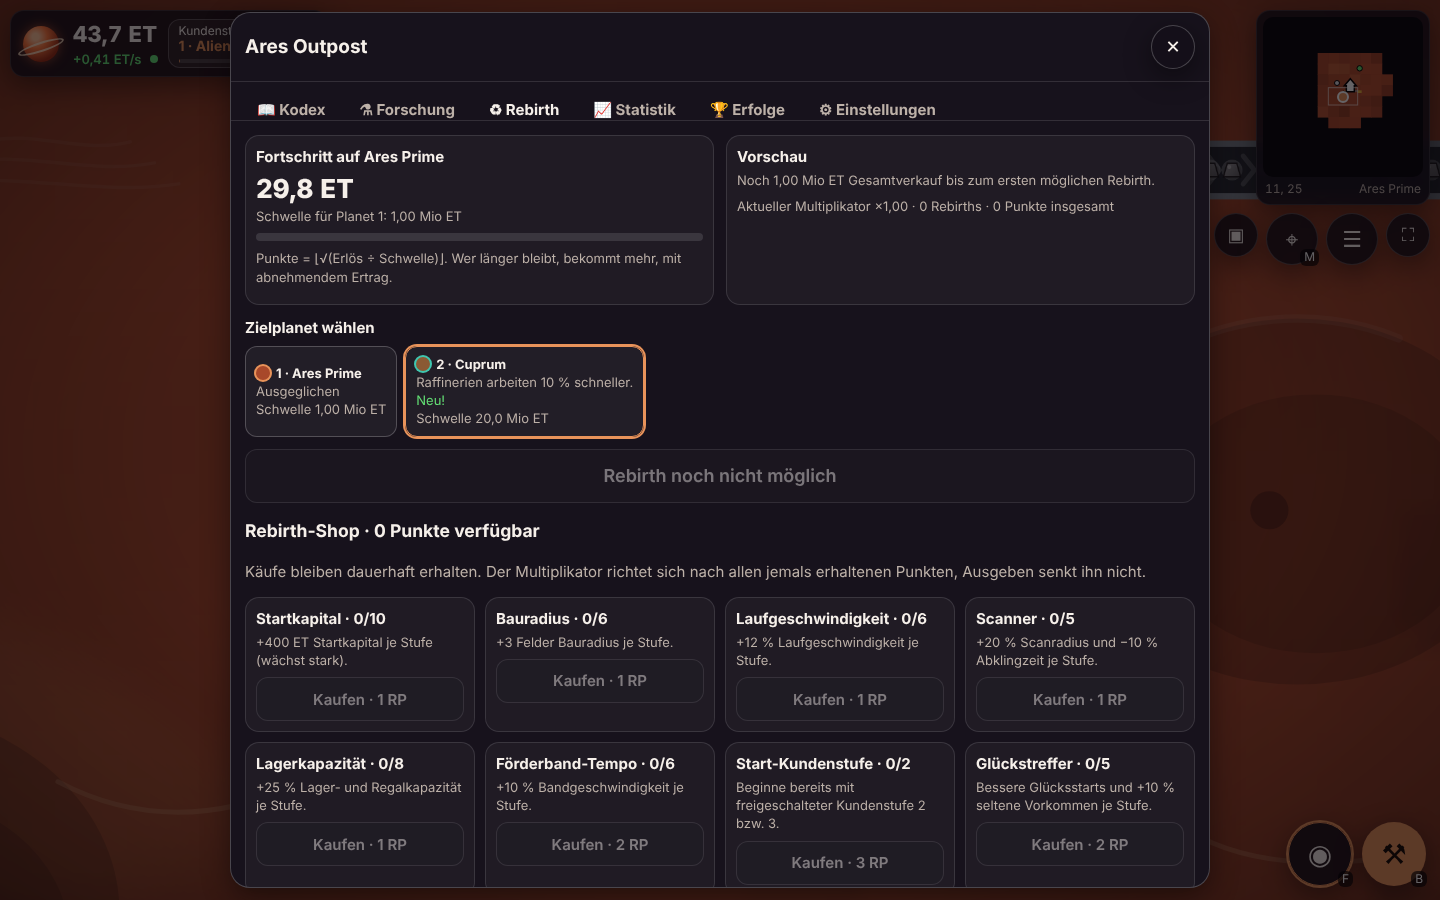 43,7 ET
+0,41 ET/s
Kundenst
1 · Alien
Ares Outpost
✕
📖 Kodex
⚗ Forschung
♻ Rebirth
📈 Statistik
🏆 Erfolge
⚙ Einstellungen
Fortschritt auf Ares Prime
29,8 ET
Schwelle für Planet 1: 1,00 Mio ET
Punkte = ⌊√(Erlös ÷ Schwelle)⌋. Wer länger bleibt, bekommt mehr, mit
abnehmendem Ertrag.
Vorschau
Noch 1,00 Mio ET Gesamtverkauf bis zum ersten möglichen Rebirth.
Aktueller Multiplikator ×1,00 · 0 Rebirths · 0 Punkte insgesamt
11, 25
Ares Prime
M
Zielplanet wählen
1 · Ares Prime
Ausgeglichen
Schwelle 1,00 Mio ET
2 · Cuprum
Raffinerien arbeiten 10 % schneller.
Neu!
Schwelle 20,0 Mio ET
Rebirth noch nicht möglich
Rebirth-Shop · 0 Punkte verfügbar
Käufe bleiben dauerhaft erhalten. Der Multiplikator richtet sich nach allen jemals erhaltenen Punkten, Ausgeben senkt ihn nicht.
Startkapital · 0/10
+400 ET Startkapital je Stufe
(wächst stark).
Kaufen · 1 RP
Bauradius · 0/6
+3 Felder Bauradius je Stufe.
Kaufen · 1 RP
Laufgeschwindigkeit · 0/6
+12 % Laufgeschwindigkeit je
Stufe.
Kaufen · 1 RP
Scanner · 0/5
+20 % Scanradius und −10 %
Abklingzeit je Stufe.
Kaufen · 1 RP
Lagerkapazität · 0/8
+25 % Lager- und Regalkapazität
je Stufe.
Kaufen · 1 RP
Förderband-Tempo · 0/6
+10 % Bandgeschwindigkeit je
Stufe.
Kaufen · 2 RP
Start-Kundenstufe · 0/2
Beginne bereits mit
freigeschalteter Kundenstufe 2
bzw. 3.
Kaufen · 3 RP
Glückstreffer · 0/5
Bessere Glücksstarts und +10 %
seltene Vorkommen je Stufe.
Kaufen · 2 RP
F
B